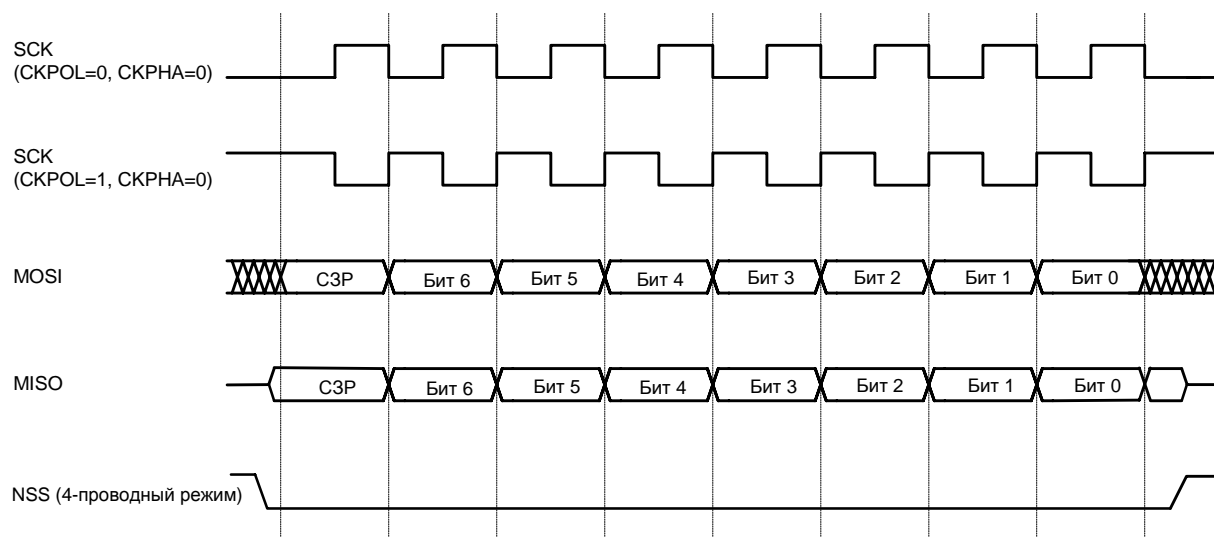 SCK
(CKPOL=0, CKPHA=0)
SCK
(CKPOL=1, CKPHA=0)
MOSI
СЗР Бит 6 Бит 5 Бит 4 Бит 3 Бит 2 Бит 1 Бит 0
MISO
СЗР Бит 6 Бит 5 Бит 4 Бит 3 Бит 2 Бит 1 Бит 0
NSS (4-проводный режим)